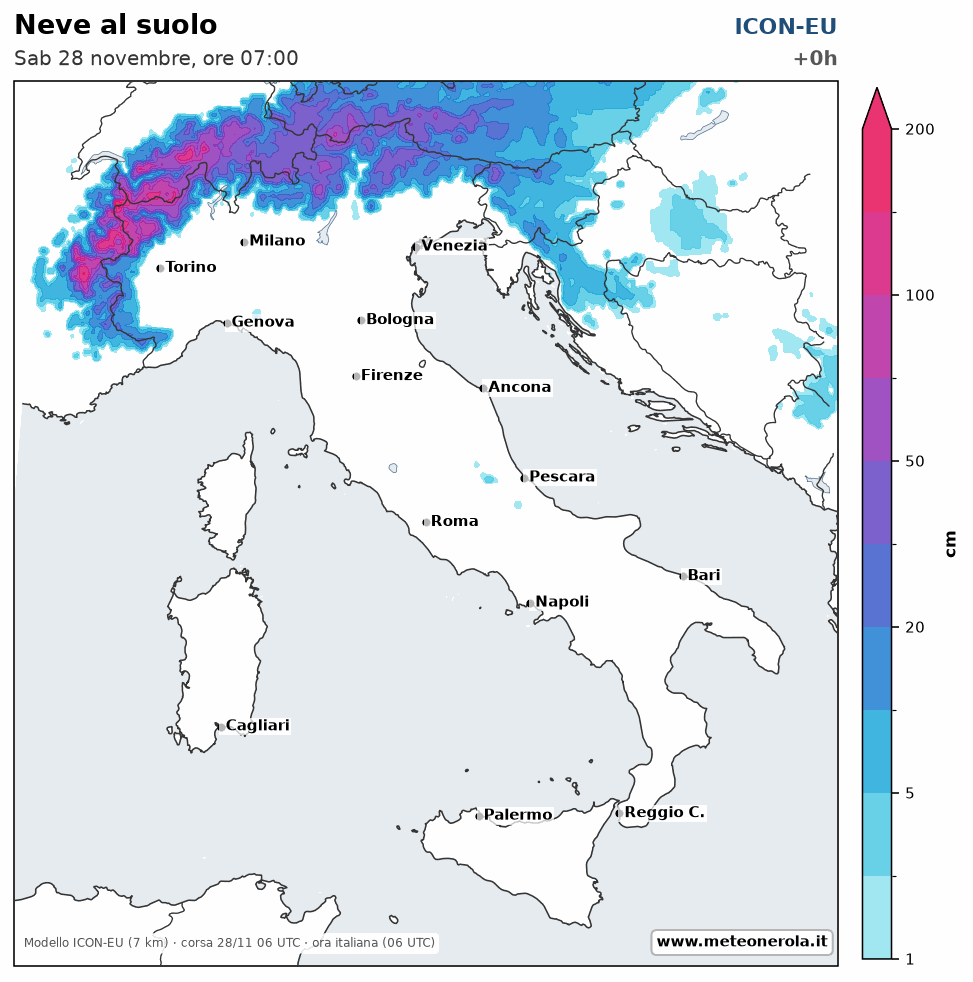 Neve al suolo
ICON-EU
Sab 28 novembre, ore 07:00
+0h
200
100
50
20
5
1
cm
Milano
Venezia
Torino
Genova
Bologna
Firenze
Ancona
Pescara
Roma
Bari
Napoli
Cagliari
Palermo
Reggio C.
Modello ICON-EU (7 km) · corsa 28/11 06 UTC · ora italiana (06 UTC)
www.meteonerola.it